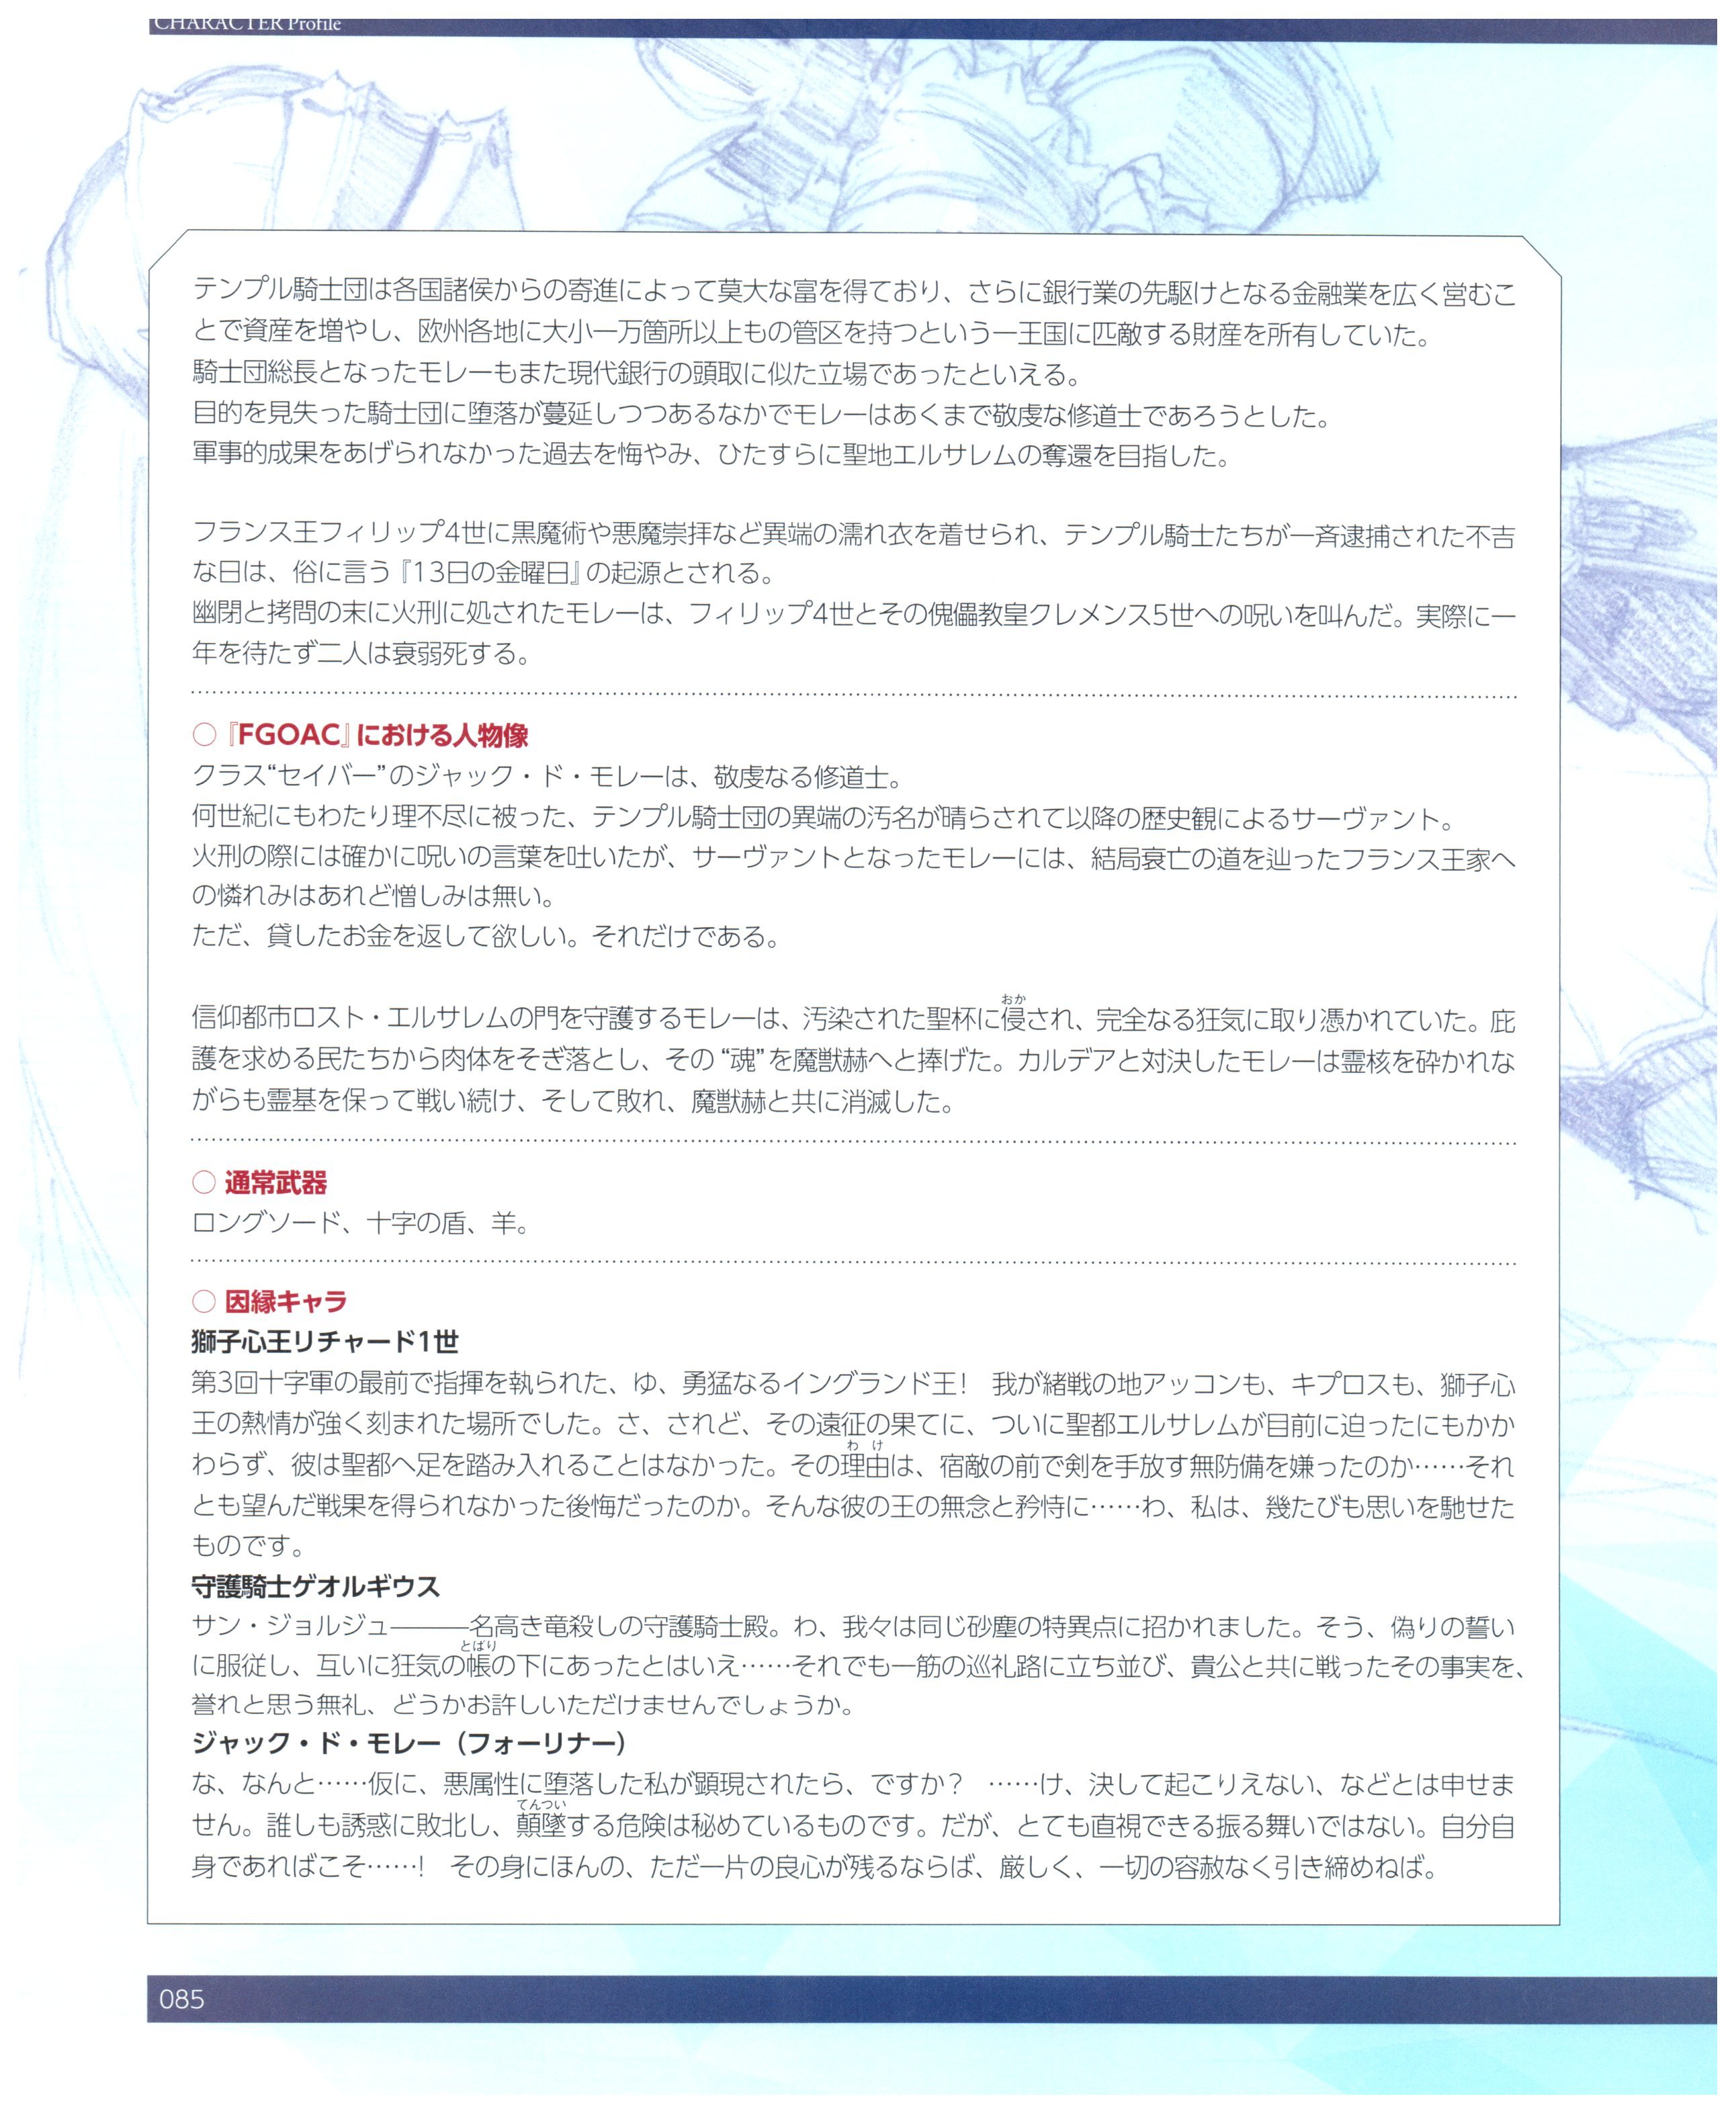 CHARACTER Profile
テンプル騎士団は各国諸侯からの寄進によって莫大な富を得ており、さらに銀行業の先駆けとなる金融業を広く営むこ
とで資産を増やし、欧州各地に大小一万箇所以上もの管区を持つという一王国に匹敵する財産を所有していた。
騎士団総長となったモレーもまた現代銀行の頭取に似た立場であったといえる。
目的を見失った騎士団に堕落が蔓延しつつあるなかでモレーはあくまで敬虔な修道士であろうとした。
軍事的成果をあげられなかった過去を悔やみ、ひたすらに聖地エルサレムの奪還を目指した。
フランス王フィリップ4世に黒魔術や悪魔崇拝など異端の濡れ衣を着せられ、テンプル騎士たちが一斉逮捕された不吉
な日は、俗に言う『13日の金曜日』の起源とされる。
幽閉と拷問の末に火刑に処されたモレーは、フィリップ4世とその傀儡教皇クレメンス5世への呪いを叫んだ。実際に一
年を待たず二人は衰弱死する。
○『FGOAC』における人物像
クラス“セイバー”のジャック・ド・モレーは、敬虔なる修道士。
何世紀にもわたり理不尽に被った、テンプル騎士団の異端の汚名が晴らされて以降の歴史観によるサーヴァント。
火刑の際には確かに呪いの言葉を吐いたが、サーヴァントとなったモレーには、結局衰亡の道を辿ったフランス王家へ
の憐れみはあれど憎しみは無い。
ただ、貸したお金を返して欲しい。それだけである。
おか
信仰都市ロスト・エルサレムの門を守護するモレーは、汚染された聖杯に侵され、完全なる狂気に取り憑かれていた。庇
護を求める民たちから肉体をそぎ落とし、その“魂”を魔獣赫へと捧げた。カルデアと対決したモレーは霊核を砕かれな
がらも霊基を保って戦い続け、そして敗れ、魔獣赫と共に消滅した。
○ 通常武器
ロングソード、十字の盾、羊。
○ 因縁キャラ
獅子心王リチャード1世
第3回十字軍の最前で指揮を執られた、ゆ、勇猛なるイングランド王！　我が緒戦の地アッコンも、キプロスも、獅子心
王の熱情が強く刻まれた場所でした。さ、されど、その遠征の果てに、ついに聖都エルサレムが目前に迫ったにもかか
わけ
わらず、彼は聖都へ足を踏み入れることはなかった。その理由は、宿敵の前で剣を手放す無防備を嫌ったのか……それ
とも望んだ戦果を得られなかった後悔だったのか。そんな彼の王の無念と矜恃に……わ、私は、幾たびも思いを馳せた
ものです。
守護騎士ゲオルギウス
サン・ジョルジュ———名高き竜殺しの守護騎士殿。わ、我々は同じ砂塵の特異点に招かれました。そう、偽りの誓い
とばり
に服従し、互いに狂気の帳の下にあったとはいえ……それでも一筋の巡礼路に立ち並び、貴公と共に戦ったその事実を、
誉れと思う無礼、どうかお許しいただけませんでしょうか。
ジャック・ド・モレー（フォーリナー）
な、なんと……仮に、悪属性に堕落した私が顕現されたら、ですか？　……け、決して起こりえない、などとは申せま
てんつい
せん。誰しも誘惑に敗北し、顛墜する危険は秘めているものです。だが、とても直視できる振る舞いではない。自分自
身であればこそ……！　その身にほんの、ただ一片の良心が残るならば、厳しく、一切の容赦なく引き締めねば。
085